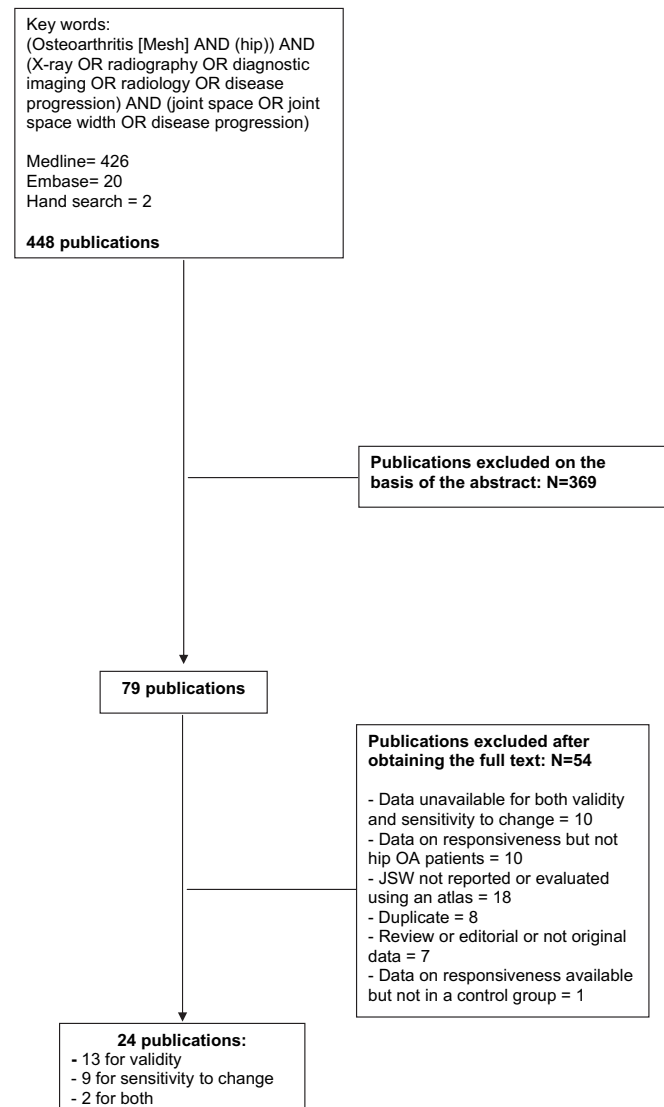 Key words:
(Osteoarthritis [Mesh] AND (hip)) AND
(X-ray OR radiography OR diagnostic
imaging OR radiology OR disease
progression) AND (joint space OR joint
space width OR disease progression)
Medline= 426
Embase= 20
Hand search = 2
448 publications
Publications excluded on the
basis of the abstract: N=369
79 publications
Publications excluded after
obtaining the full text: N=54
- Data unavailable for both validity
and sensitivity to change = 10
- Data on responsiveness but not
hip OA patients = 10
- JSW not reported or evaluated
using an atlas = 18
- Duplicate = 8
- Review or editorial or not original
data = 7
- Data on responsiveness available
but not in a control group = 1
24 publications:
- 13 for validity
- 9 for sensitivity to change
- 2 for both